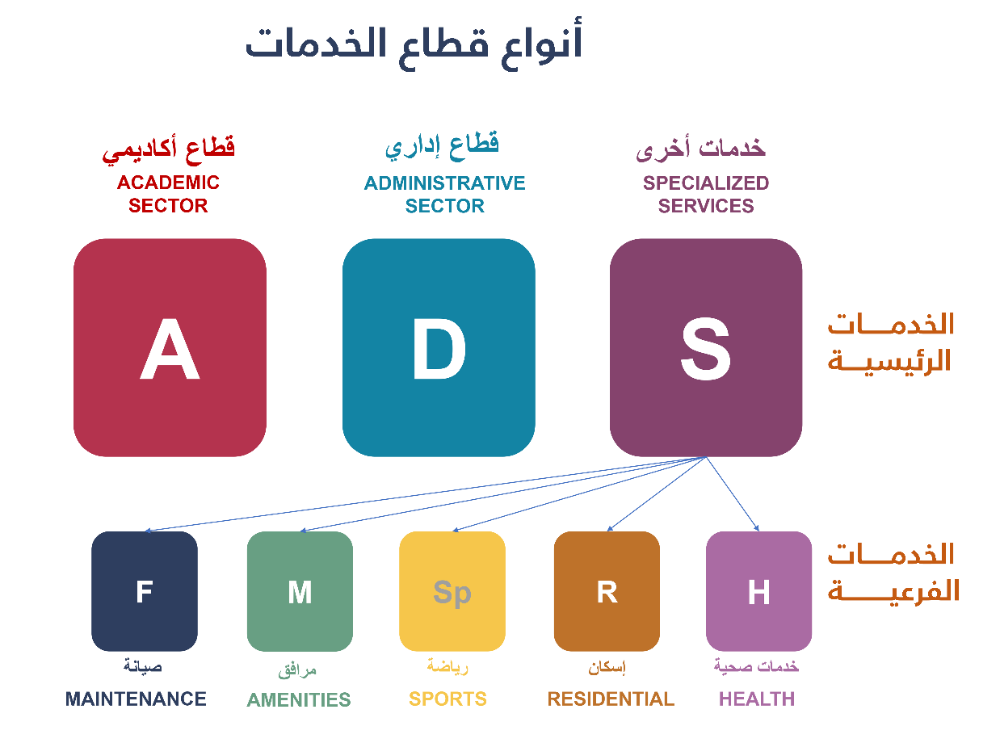 أنواع قطاع الخدمات
قطاع أكاديمي
ACADEMIC
SECTOR
قطاع إداري
ADMINISTRATIVE
SECTOR
خدمات أخرى
SPECIALIZED
SERVICES
A
D
S
الخدمـــات
الرئيسيـــة
F
M
Sp
R
H
الخدمـــات
الفرعيـــــة
صيانة
MAINTENANCE
مرافق
AMENITIES
رياضة
SPORTS
إسكان
RESIDENTIAL
خدمات صحية
HEALTH